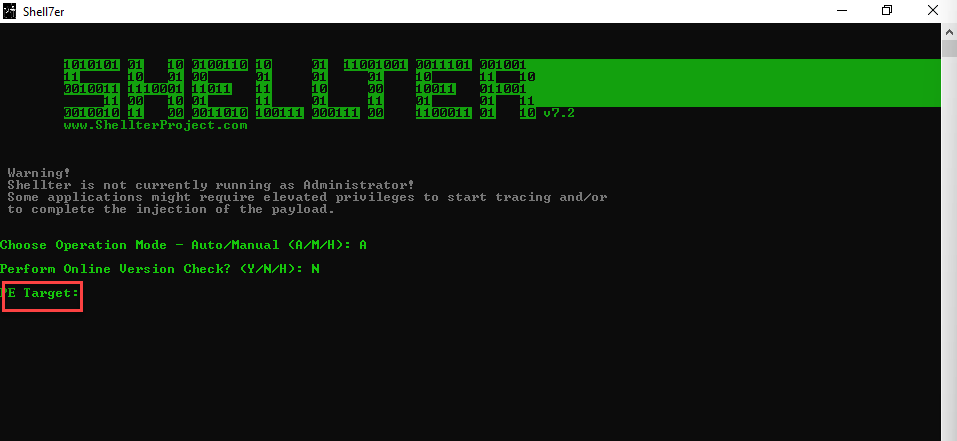 Shell7er
1010101 01 10 0100110 10 01 11001001 0011101 001001
11 10 01 00 01 01 01 10 11 10
0010011 1110001 11011 11 10 00 10011 011001
11 00 10 01 11 01 11 01 01 11
0010010 11 00 0011010 100111 000111 00 1100011 01 10 v7.2
www.ShellterProject.com
Warning!
Shellter is not currently running as Administrator!
Some applications might require elevated privileges to start tracing and/or
to complete the injection of the payload.
Choose Operation Mode - Auto/Manual (A/M/H): A
Perform Online Version Check? (Y/N/H): N
PE Target: